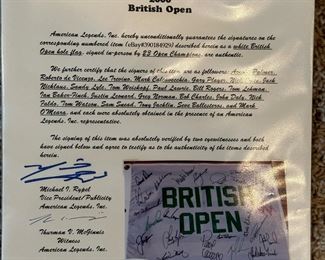 2000
British Open
American Legends, Inc. hereby unconditionally guarantees the signatures on the
corresponding numbered item (eBay#390184929) described herein as a white British
Open hole flag, signed in-person by 23 Open Champions, are authentic.
We further certify that the signers of this item are as follows: Arnold Palmer,
Roberto de Vicenzo, Lee Trevino, Mark Calcavecchia, Gary Player, Jack
Nicklaus, Sandy Lyle, Tom Weiskopf, Paul Lawrie, Bill Rogers, Tom Lehman,
Ian Baker-Finch, Justin Leonard, Greg Norman, Bob Charles, John Daly, Nick
Faldo, Tom Watson, Sam Snead, Tony Jacklin, Seve Ballesteros, and Mark
O'Meara, and each were absolutely obtained in the presence of an American
Legends, Inc. representative.
The signing of this item was absolutely verified by two eyewitnesses and both
have signed below and agree to testify as to the authenticity of the items described
herein.
Michael I. Rypel
Vice President/Publicity
American Legends, Inc.
Thurman V. McGinnis
Witness
American Legends, Inc.
BRITISH
OPEN